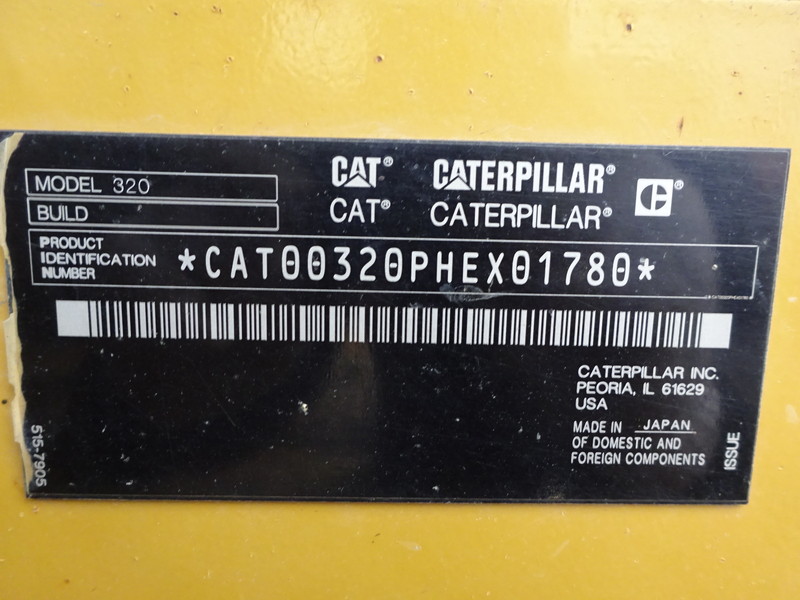 MODEL 320
BUILD
CAT® CATERPILLAR® C®
CAT® CATERPILLAR®
PRODUCT
IDENTIFICATION
NUMBER
*CAT00320PHEX01780*
CATERPILLAR INC.
PEORIA, IL 61629
USA
MADE IN JAPAN
OF DOMESTIC AND
FOREIGN COMPONENTS
515-7905
ISSUE